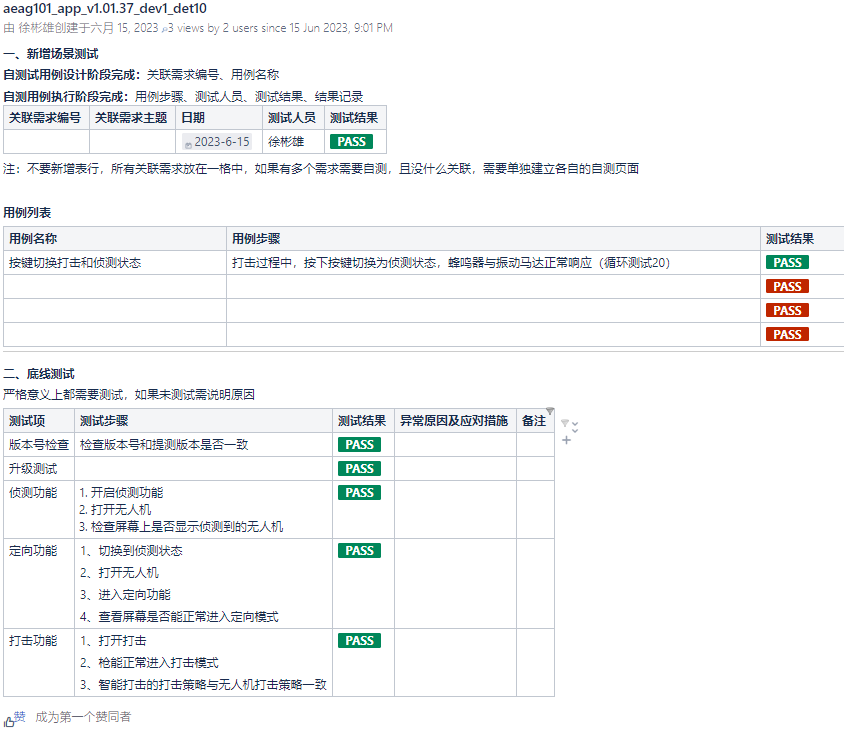 aeag101_app_v1.01.37_dev1_det10
由 徐彬雄创建于六月 15, 2023 3 views by 2 users since 15 Jun 2023, 9:01 PM
一、新增场景测试
自测试用例设计阶段完成：关联需求编号、用例名称
自测用例执行阶段完成：用例步骤、测试人员、测试结果、结果记录
关联需求编号 关联需求主题 日期 测试人员 测试结果
2023-6-15 徐彬雄 PASS
注：不要新增表行，所有关联需求放在一格中，如果有多个需求需要自测，且没什么关联，需要单独建立各自的自测页面
用例列表
用例名称 用例步骤 测试结果
按键切换打击和侦测状态 打击过程中，按下按键切换为侦测状态，蜂鸣器与振动马达正常响应（循环测试20） PASS
PASS
PASS
PASS
二、底线测试
严格意义上都需要测试，如果未测试需说明原因
测试项 测试步骤 测试结果 异常原因及应对措施 备注
版本号检查 检查版本号和提测版本是否一致 PASS
升级测试 PASS
侦测功能 1. 开启侦测功能 PASS
2. 打开无人机
3. 检查屏幕上是否显示侦测到的无人机
定向功能 1、切换到侦测状态 PASS
2、打开无人机
3、进入定向功能
4、查看屏幕是否能正常进入定向模式
打击功能 1、打开打击 PASS
2、枪能正常进入打击模式
3、智能打击的打击策略与无人机打击策略一致
赞 成为第一个赞同者